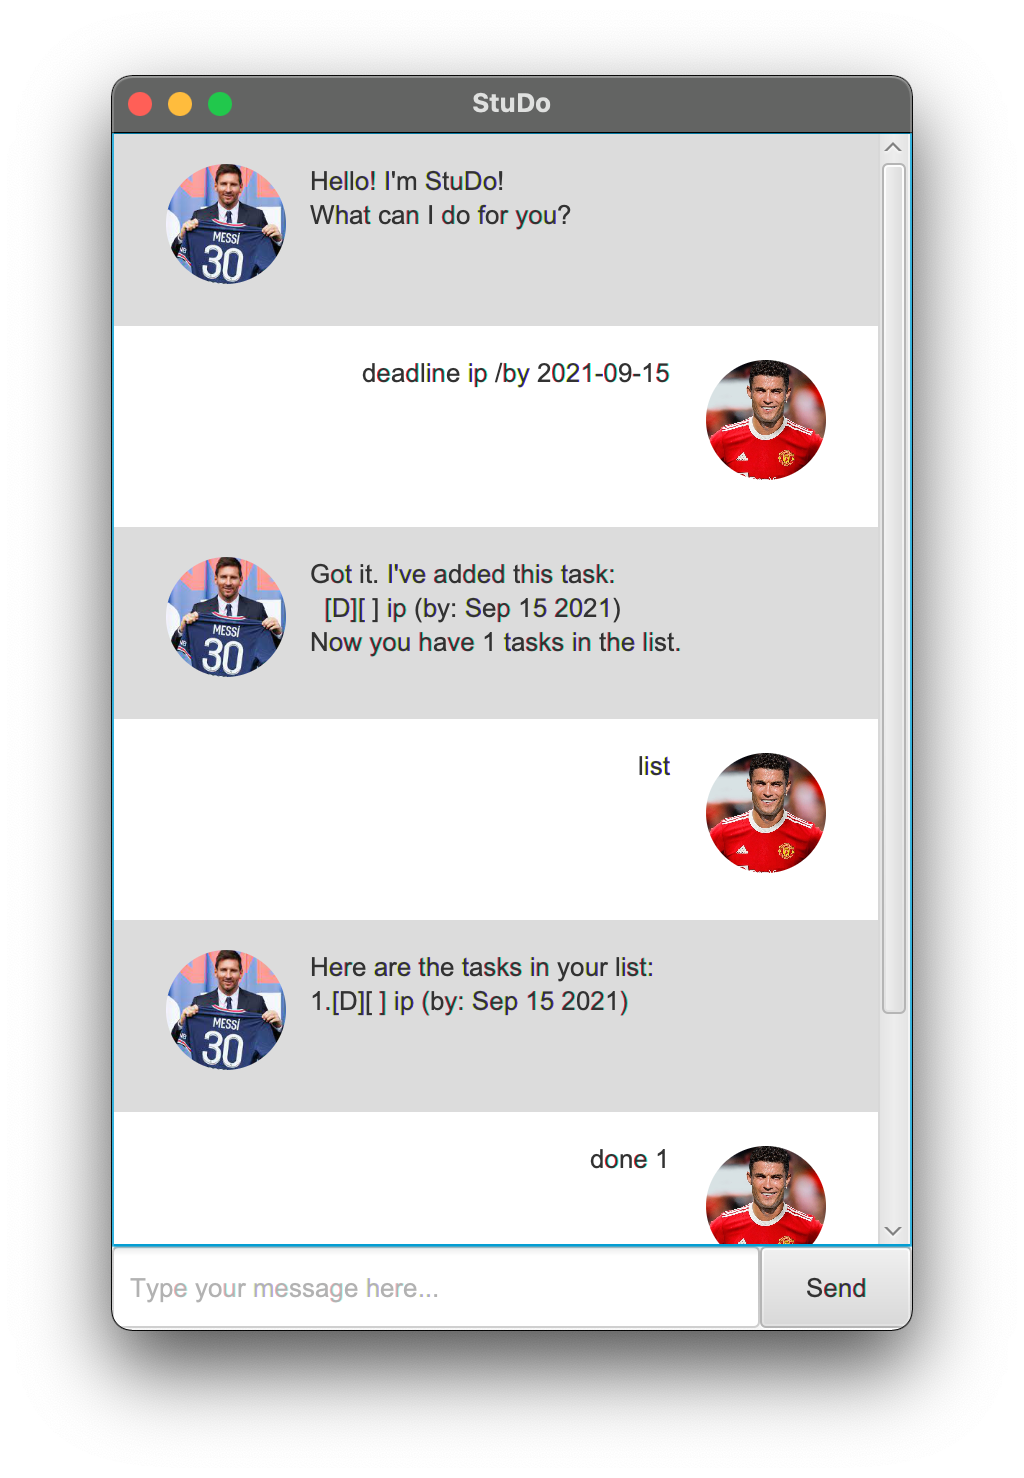 StuDo
Hello! I'm StuDo!
What can I do for you?
MESSI
30
deadline ip /by 2021-09-15
Got it. I've added this task:
[D][ ] ip (by: Sep 15 2021)
Now you have 1 tasks in the list.
MESSI
30
list
Here are the tasks in your list:
1.[D][ ] ip (by: Sep 15 2021)
MESSI
30
done 1
Type your message here...
Send